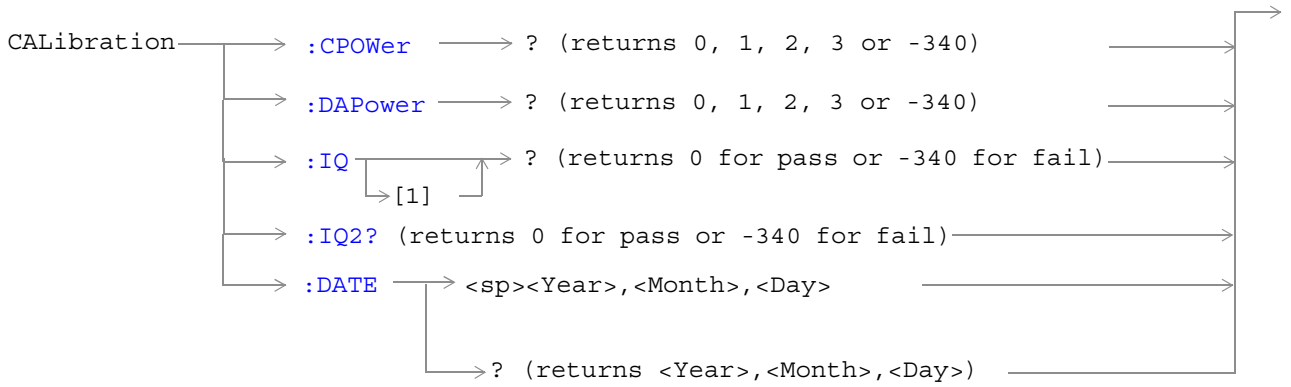 CALibration :CPOWer ? (returns 0, 1, 2, 3 or -340)
:DAPower ? (returns 0, 1, 2, 3 or -340)
:IQ ? (returns 0 for pass or -340 for fail)
[1]
:IQ2? (returns 0 for pass or -340 for fail)
:DATE <sp><Year>,<Month>,<Day>
? (returns <Year>,<Month>,<Day>)